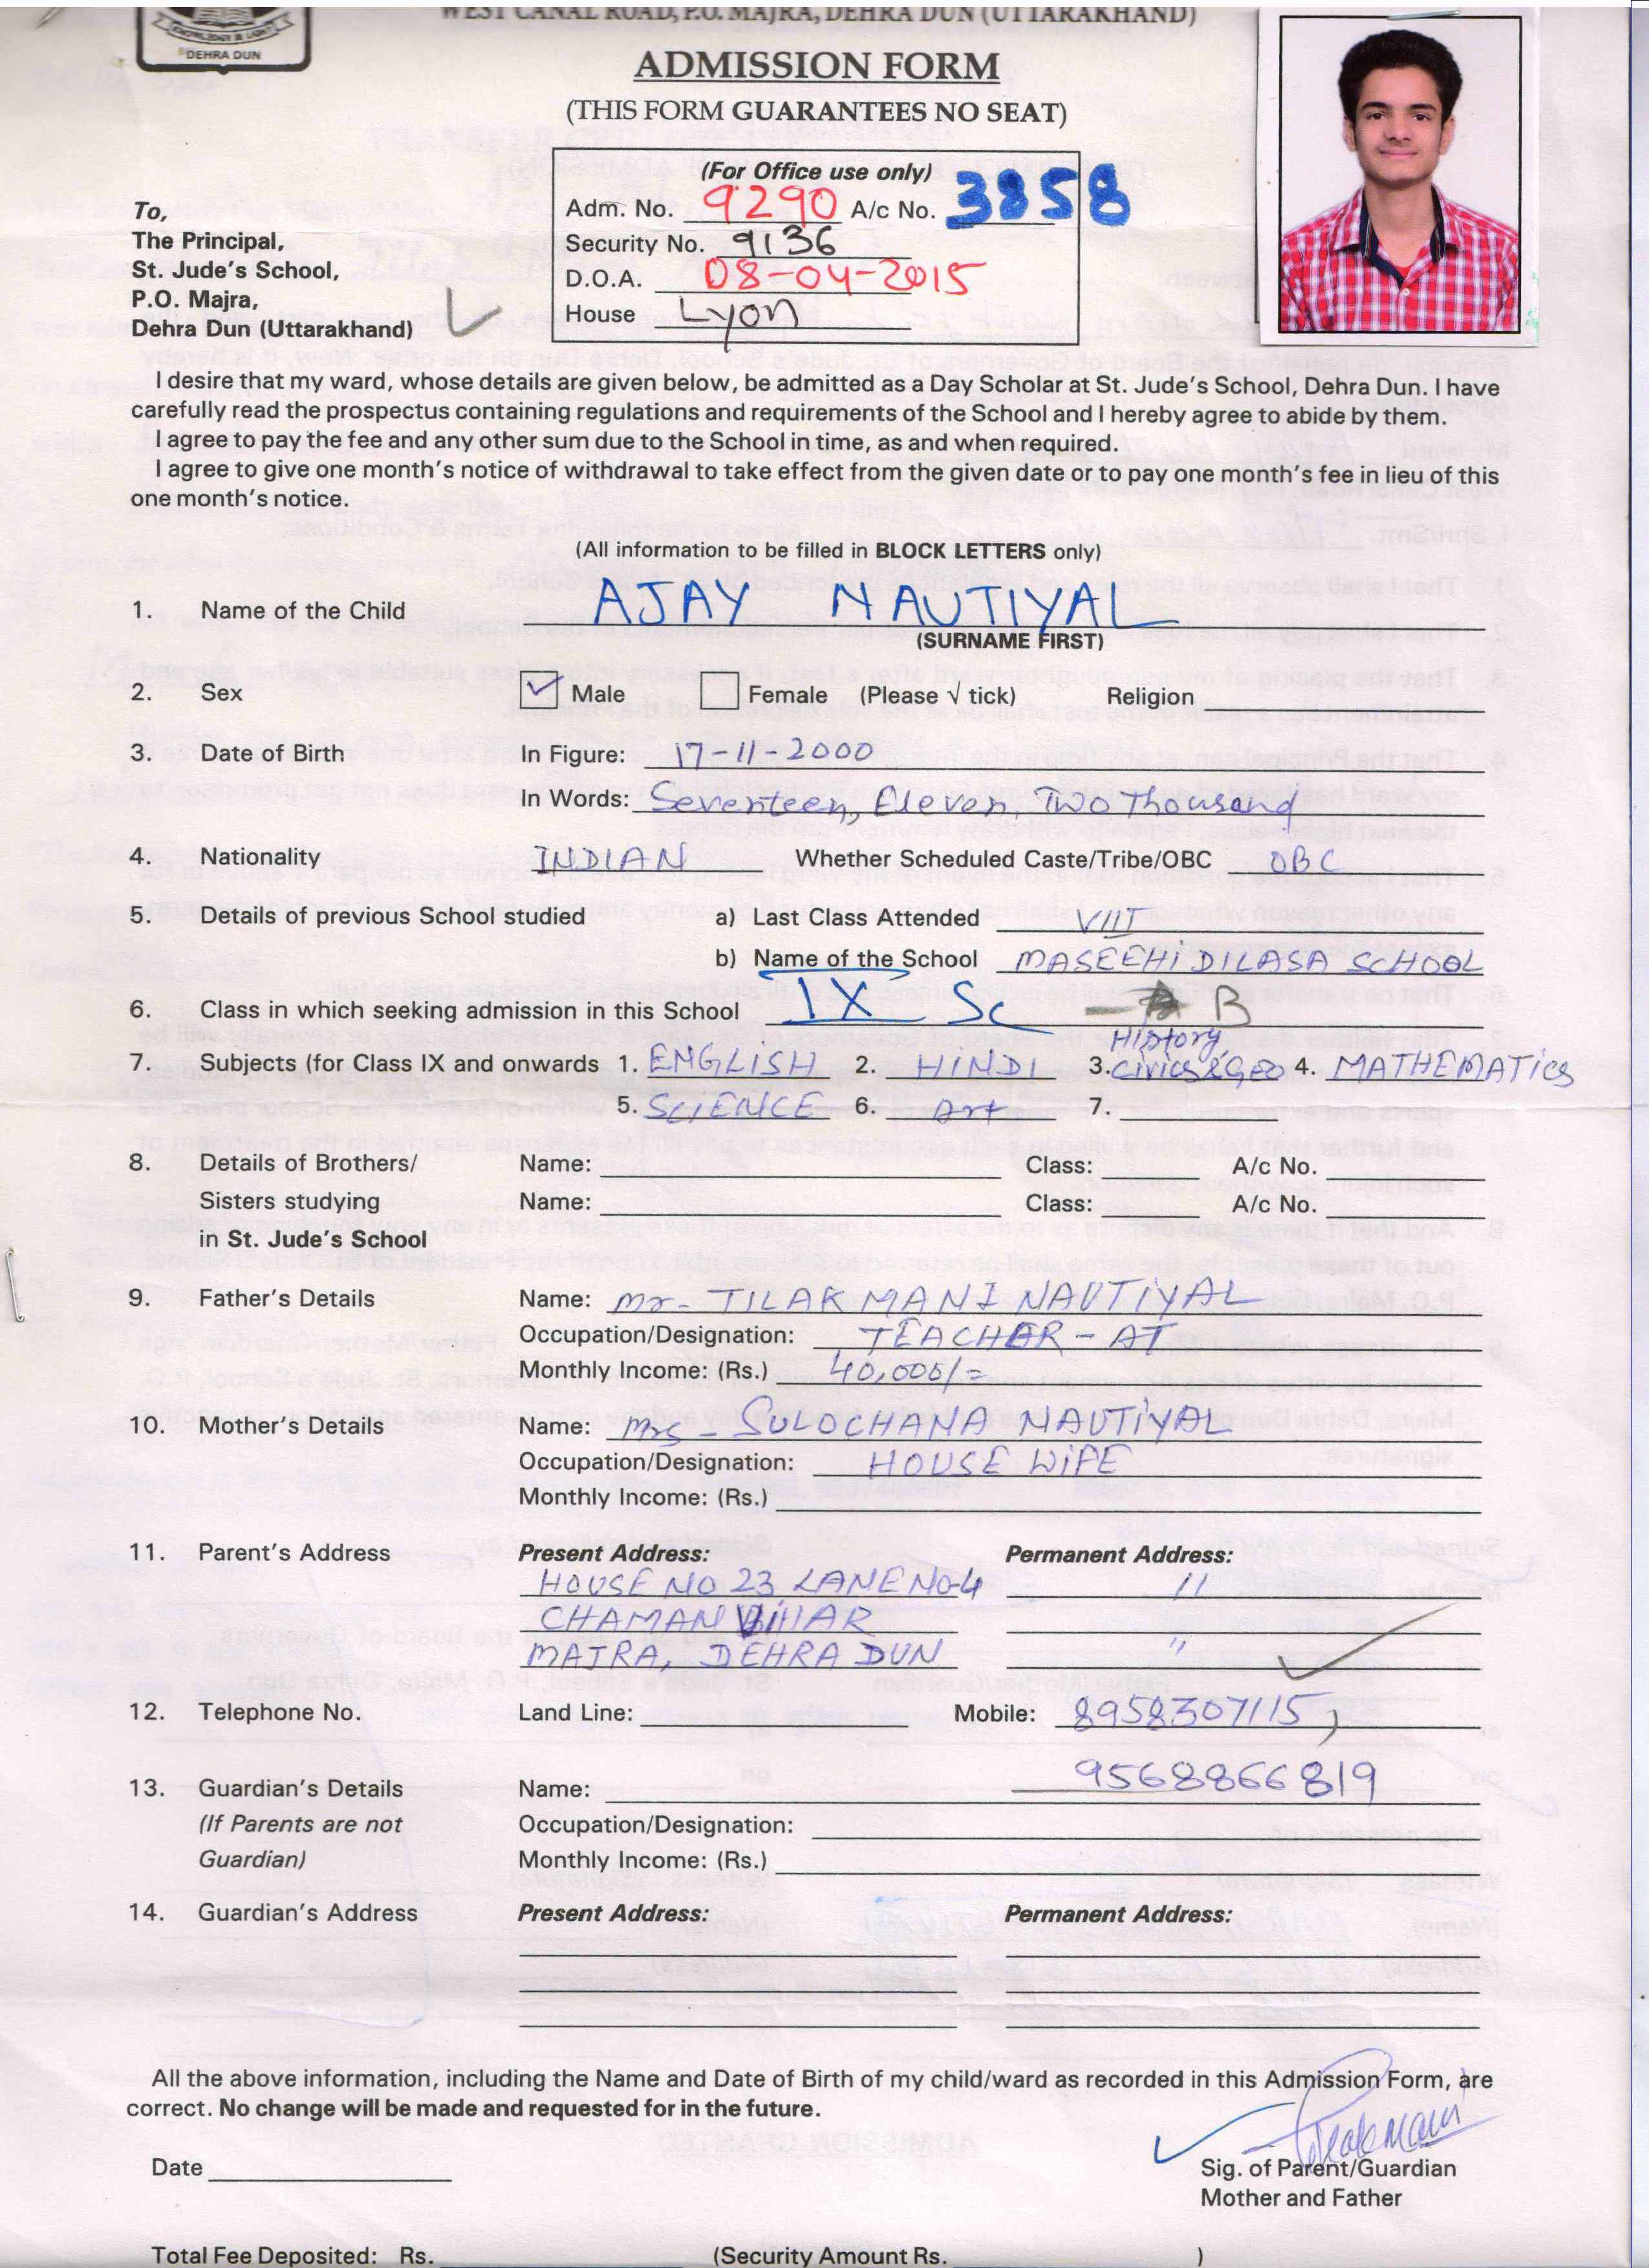 WEST CANAL ROAD, P.O. MAJRA, DEHRA DUN (UTTARAKHAND)
KNOWLEDGE & LIGHT
DEHRA DUN
ADMISSION FORM
(THIS FORM GUARANTEES NO SEAT)
(For Office use only)
Adm. No. 9290 A/c No. 3858
Security No. 9136
D.O.A. 08-04-2015
House Lyon
To,
The Principal,
St. Jude's School,
P.O. Majra,
Dehra Dun (Uttarakhand)
I desire that my ward, whose details are given below, be admitted as a Day Scholar at St. Jude's School, Dehra Dun. I have
carefully read the prospectus containing regulations and requirements of the School and I hereby agree to abide by them.
I agree to pay the fee and any other sum due to the School in time, as and when required.
I agree to give one month's notice of withdrawal to take effect from the given date or to pay one month's fee in lieu of this
one month's notice.
(All information to be filled in BLOCK LETTERS only)
1. Name of the Child AJAY NAUTIYAL
(SURNAME FIRST)
2. Sex Male Female (Please √ tick) Religion
3. Date of Birth In Figure: 17-11-2000
In Words: Seventeen, Eleven, Two Thousand
4. Nationality INDIAN Whether Scheduled Caste/Tribe/OBC OBC
5. Details of previous School studied a) Last Class Attended VIII
b) Name of the School MASEEHI DILASA SCHOOL
6. Class in which seeking admission in this School IX Sc B
History
7. Subjects (for Class IX and onwards 1. ENGLISH 2. HINDI 3. civics & Geo 4. MATHEMATICS
5. SCIENCE 6. Art 7.
8. Details of Brothers/ Name: Class: A/c No.
Sisters studying Name: Class: A/c No.
in St. Jude's School
9. Father's Details Name: Mr- TILAK MANI NAUTIYAL
Occupation/Designation: TEACHER - AT
Monthly Income: (Rs.) 40,000/=
10. Mother's Details Name: Mrs - SULOCHANA NAUTIYAL
Occupation/Designation: HOUSE WIFE
Monthly Income: (Rs.)
11. Parent's Address Present Address: Permanent Address:
HOUSE NO 23 LANE NO-4 "
CHAMAN VIHAR
MAJRA, DEHRA DUN "
12. Telephone No. Land Line: Mobile: 8958307115,
9568866819
13. Guardian's Details Name:
(If Parents are not Occupation/Designation:
Guardian) Monthly Income: (Rs.)
14. Guardian's Address Present Address: Permanent Address:
All the above information, including the Name and Date of Birth of my child/ward as recorded in this Admission Form, are
correct. No change will be made and requested for in the future.
Tilakmani
Date Sig. of Parent/Guardian
Mother and Father
Total Fee Deposited: Rs. (Security Amount Rs. )